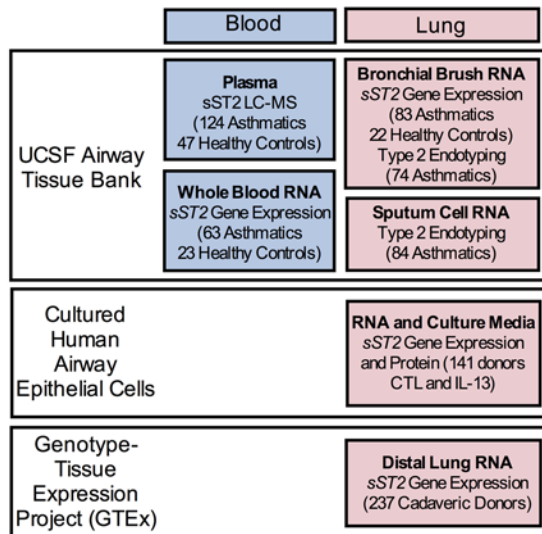 Blood
Lung
UCSF Airway
Tissue Bank
Plasma
sST2 LC-MS
(124 Asthmatics
47 Healthy Controls)
Whole Blood RNA
sST2 Gene Expression
(63 Asthmatics
23 Healthy Controls)
Bronchial Brush RNA
sST2 Gene Expression
(83 Asthmatics
22 Healthy Controls)
Type 2 Endotyping
(74 Asthmatics)
Sputum Cell RNA
Type 2 Endotyping
(84 Asthmatics)
Cultured
Human
Airway
Epithelial Cells
RNA and Culture Media
sST2 Gene Expression
and Protein (141 donors
CTL and IL-13)
Genotype-
Tissue
Expression
Project (GTEx)
Distal Lung RNA
sST2 Gene Expression
(237 Cadaveric Donors)